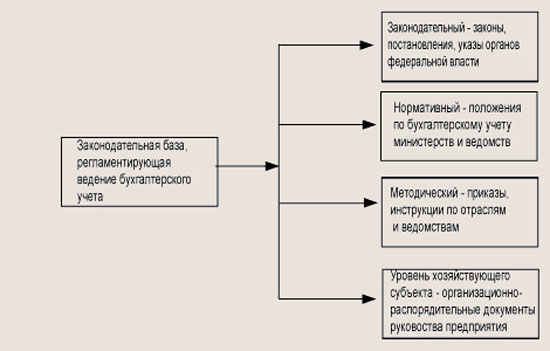 Законодательный - законы,
постановления, указы органов
федеральной власти
Нормативный - положения
по бухгалтерскому учету
министерств и ведомств
Законодательная база,
регламентирующая
ведение бухгалтерского
учета
Методический - приказы,
инструкции по отраслям
и ведомствам
Уровень хозяйствующего
субъекта - организационно-
распорядительные документы
руковоства предприятия